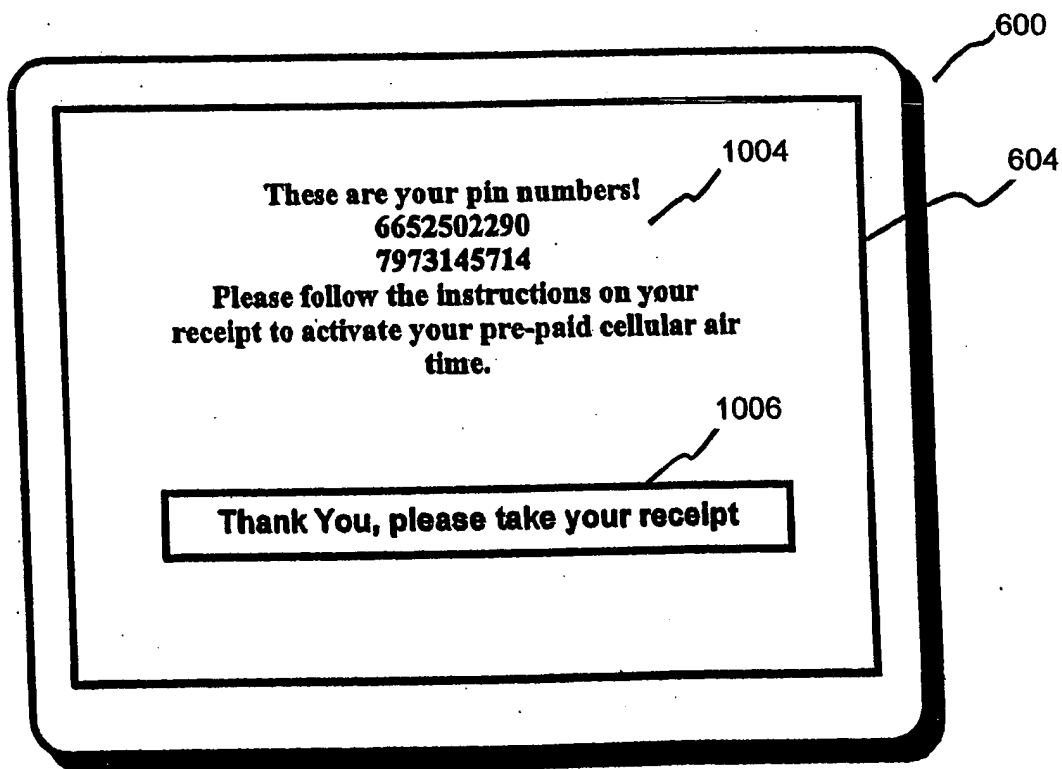 600
1004
604
These are your pin numbers!
6652502290
7973145714
Please follow the instructions on your
receipt to activate your pre-paid cellular air
time.
1006
Thank You, please take your receipt